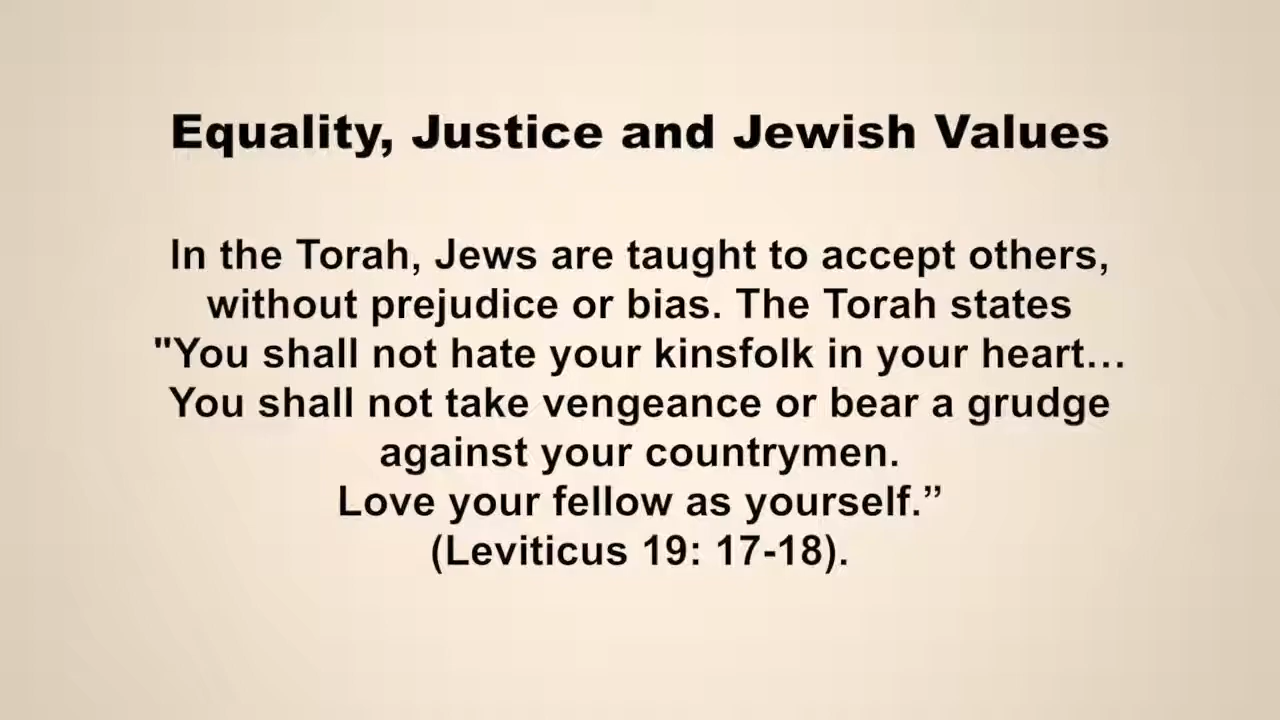 Equality, Justice and Jewish Values
In the Torah, Jews are taught to accept others,
without prejudice or bias. The Torah states
"You shall not hate your kinsfolk in your heart…
You shall not take vengeance or bear a grudge
against your countrymen.
Love your fellow as yourself.”
(Leviticus 19: 17-18).